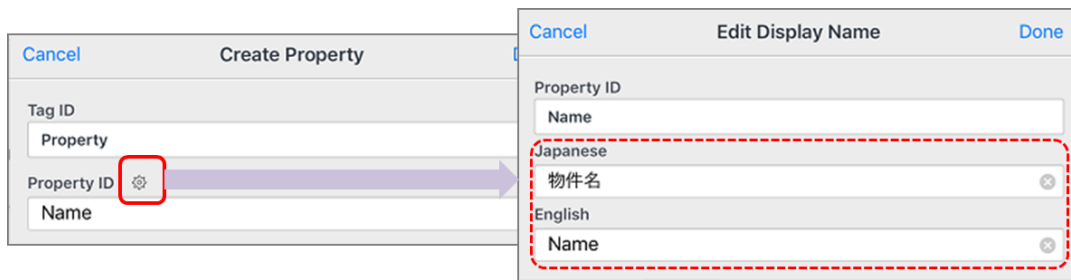 Cancel
Create Property
Tag ID
Property
Property ID
Name
Cancel
Edit Display Name
Done
Property ID
Name
Japanese
物件名
English
Name